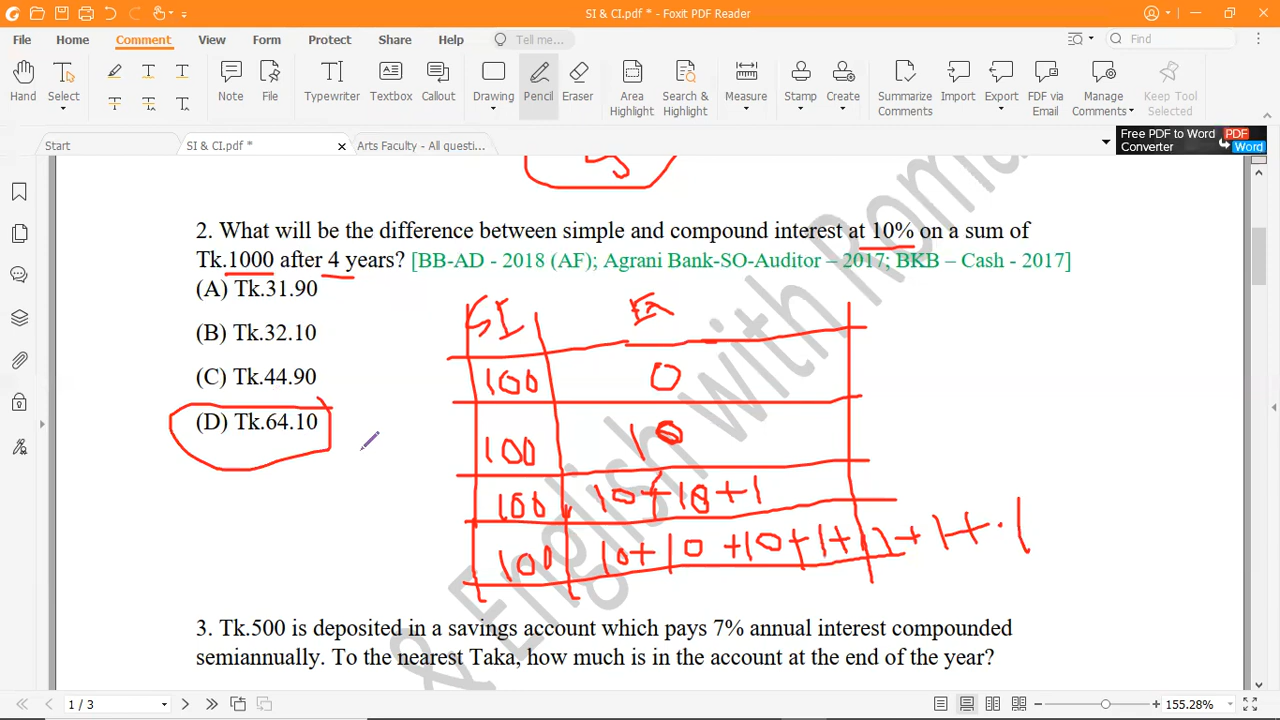 SI & CI.pdf * - Foxit PDF Reader
File Home Comment View Form Protect Share Help Tell me... Find
Hand Select Note File Typewriter Textbox Callout Drawing Pencil Eraser Area Highlight Search & Highlight Measure Stamp Create Summarize Comments Import Export PDF via Email Manage Comments Keep Tool Selected
Start SI & CI.pdf * Arts Faculty - All questi... Free PDF to Word Converter PDF Word
2. What will be the difference between simple and compound interest at 10% on a sum of
Tk.1000 after 4 years? [BB-AD - 2018 (AF); Agrani Bank-SO-Auditor – 2017; BKB – Cash - 2017]
(A) Tk.31.90
(B) Tk.32.10
(C) Tk.44.90
(D) Tk.64.10
SI
100 0
100 10
100 10+10+1
100 10+10+10+1+1+1+.1
& English with Roman
3. Tk.500 is deposited in a savings account which pays 7% annual interest compounded
semiannually. To the nearest Taka, how much is in the account at the end of the year?
1 / 3 155.28%